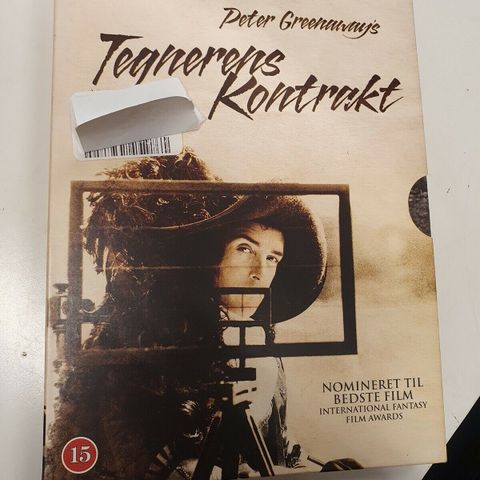 Peter Greenaway's
Tegnerens
Kontrakt
NOMINERET TIL
BEDSTE FILM
INTERNATIONAL FANTASY
FILM AWARDS
15